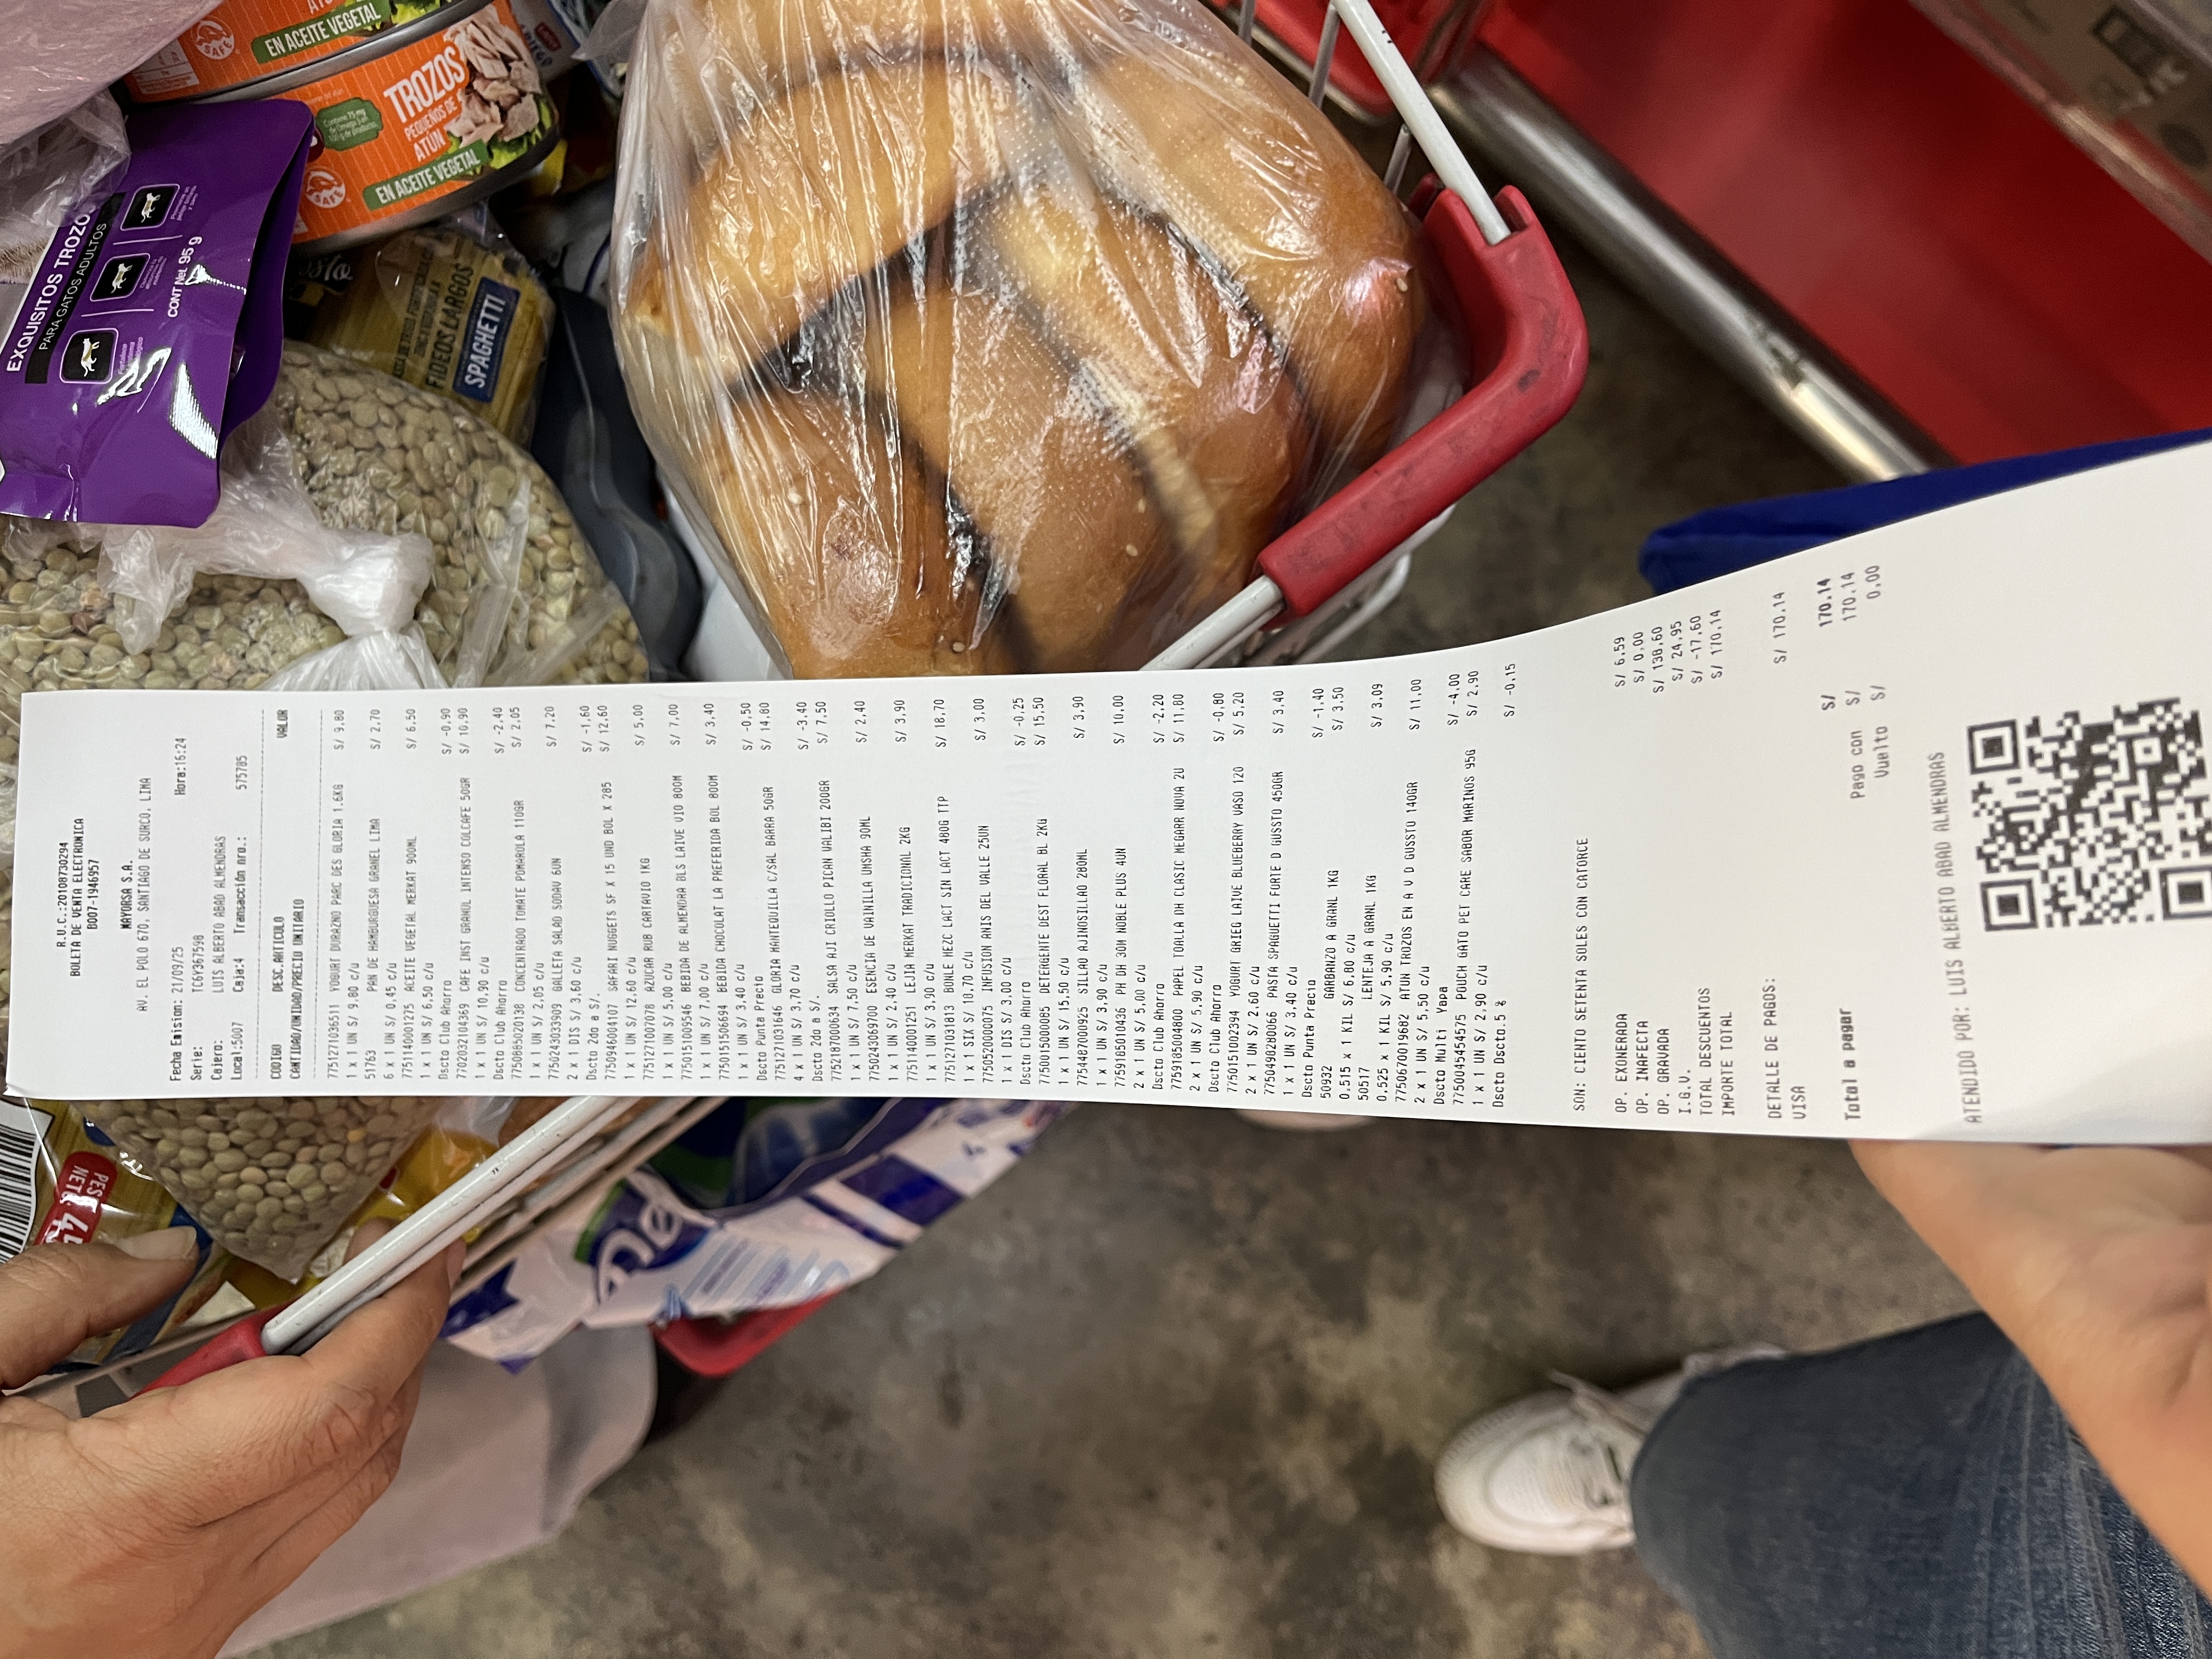 R.U.C.:20108730294
BOLETA DE VENTA ELECTRONICA
B007-1946957
MAYORSA S.A.
AV. EL POLO 670, SANTIAGO DE SURCO, LIMA
Fecha Emision: 21/09/25 Hora:16:24
Serie: TC6Y367598
Cajero: LUIS ALBERTO ABAD ALMENDRAS
Local:5007 Caja:4 Transacción nro.: 575785
CODIGO DESC.ARTICULO VALOR
CANTIDAD/UNIDAD/PRECIO UNITARIO
7751271036511 YOGURT DURAZNO PARC DES GLORIA 1.6KG S/ 9.80
1 x 1 UN S/ 9,80 c/u
51763 PAN DE HAMBURGUESA GRANEL LIMA S/ 2.70
6 x 1 UN S/ 0,45 c/u
7751140001275 ACEITE VEGETAL MERKAT 900ML S/ 6.50
1 x 1 UN S/ 6,50 c/u
Dscto Club Ahorro S/ -0.90
7702032104369 CAFE INST GRANUL INTENSO COLCAFE 50GR S/ 10.90
1 x 1 UN S/ 10,90 c/u
Dscto Club Ahorro S/ -2.40
7750885020138 CONCENTRADO TOMATE POMAROLA 110GR S/ 2.05
1 x 1 UN S/ 2,05 c/u
7750243033909 GALLETA SALAD SODAV 6UN S/ 7.20
2 x 1 DIS S/ 3,60 c/u
Dscto 2do a S/. S/ -1.60
7750946004107 SAFARI NUGGETS SF X 15 UND BOL X 285 S/ 12.60
1 x 1 UN S/ 12,60 c/u
7751271007078 AZUCAR RUB CARTAVIO 1KG S/ 5.00
1 x 1 UN S/ 5,00 c/u
7750151009546 BEBIDA DE ALMENDRA BLS LAIVE VIO 800M S/ 7.00
1 x 1 UN S/ 7,00 c/u
7750151506694 BEBIDA CHOCOLAT LA PREFERIDA BOL 800M S/ 3.40
1 x 1 UN S/ 3,40 c/u
Dscto Punta Precio S/ -0.50
7751271031646 GLORIA MANTEQUILLA C/SAL BARRA 90GR S/ 14.80
4 x 1 UN S/ 3,70 c/u
Dscto 2do a S/. S/ -3.40
7752187000634 SALSA AJI CRIOLLO PICAN VALIBI 200GR S/ 7.50
1 x 1 UN S/ 7,50 c/u
7750243069700 ESENCIA DE VAINILLA UMSHA 90ML S/ 2.40
1 x 1 UN S/ 2,40 c/u
7751140001251 LEJIA MERKAT TRADICIONAL 2KG S/ 3.90
1 x 1 UN S/ 3,90 c/u
7751271031813 BONLE MEZC LACT SIN LACT 480G TTP S/ 18.70
1 x 1 SIX S/ 18,70 c/u
7750520000075 INFUSION ANIS DEL VALLE 25UN S/ 3.00
1 x 1 DIS S/ 3,00 c/u
Dscto Club Ahorro S/ -0.25
7750015000085 DETERGENTE DEST FLORAL BL 2KG S/ 15.50
1 x 1 UN S/ 15,50 c/u
7754487000925 SILLAO AJINOSILLAO 280ML S/ 3.90
1 x 1 UN S/ 3,90 c/u
7759185010436 PH DH 30M NOBLE PLUS 4UN S/ 10.00
2 x 1 UN S/ 5,00 c/u
Dscto Club Ahorro S/ -2.20
7759185004800 PAPEL TOALLA DH CLASIC MEGARR NOVA 2U S/ 11.80
2 x 1 UN S/ 5,90 c/u
Dscto Club Ahorro S/ -0.80
7750151002394 YOGURT GRIEG LAIVE BLUEBERRY VASO 120 S/ 5.20
2 x 1 UN S/ 2,60 c/u
7750498280066 PASTA SPAGUETTI FORTE D GUSSTO 450GR S/ 3.40
1 x 1 UN S/ 3,40 c/u
Dscto Punta Precio S/ -1.40
50932 GARBANZO A GRANL 1KG S/ 3.50
0,515 x 1 KIL S/ 6,80 c/u
50517 LENTEJA A GRANL 1KG S/ 3.09
0,525 x 1 KIL S/ 5,90 c/u
7750670019682 ATUN TROZOS EN A V D GUSSTO 140GR S/ 11.00
2 x 1 UN S/ 5,50 c/u
Dscto Multi Yapa S/ -4.00
7750045454575 POUCH GATO PET CARE SABOR MARINOS 95G S/ 2.90
1 x 1 UN S/ 2,90 c/u
Dscto Dscto.5 % S/ -0.15
SON: CIENTO SETENTA SOLES CON CATORCE
OP. EXONERADA S/ 6.59
OP. INAFECTA S/ 0.00
OP. GRAVADA S/ 138.60
I.G.V. S/ 24.95
TOTAL DESCUENTOS S/ -17.60
IMPORTE TOTAL S/ 170.14
DETALLE DE PAGOS:
VISA S/ 170.14
Total a pagar S/ 170.14
Pago con S/ 170.14
Vuelto S/ 0.00
ATENDIDO POR: LUIS ALBERTO ABAD ALMENDRAS
SPAGHETTI
FIDEOS LARGOS
EXQUISITOS TROZO
PARA GATOS ADULTOS
CONT Net. 95 g
TROZOS
PEQUEÑOS DE
ATUN
EN ACEITE VEGETAL
EN ACEITE VEGETAL